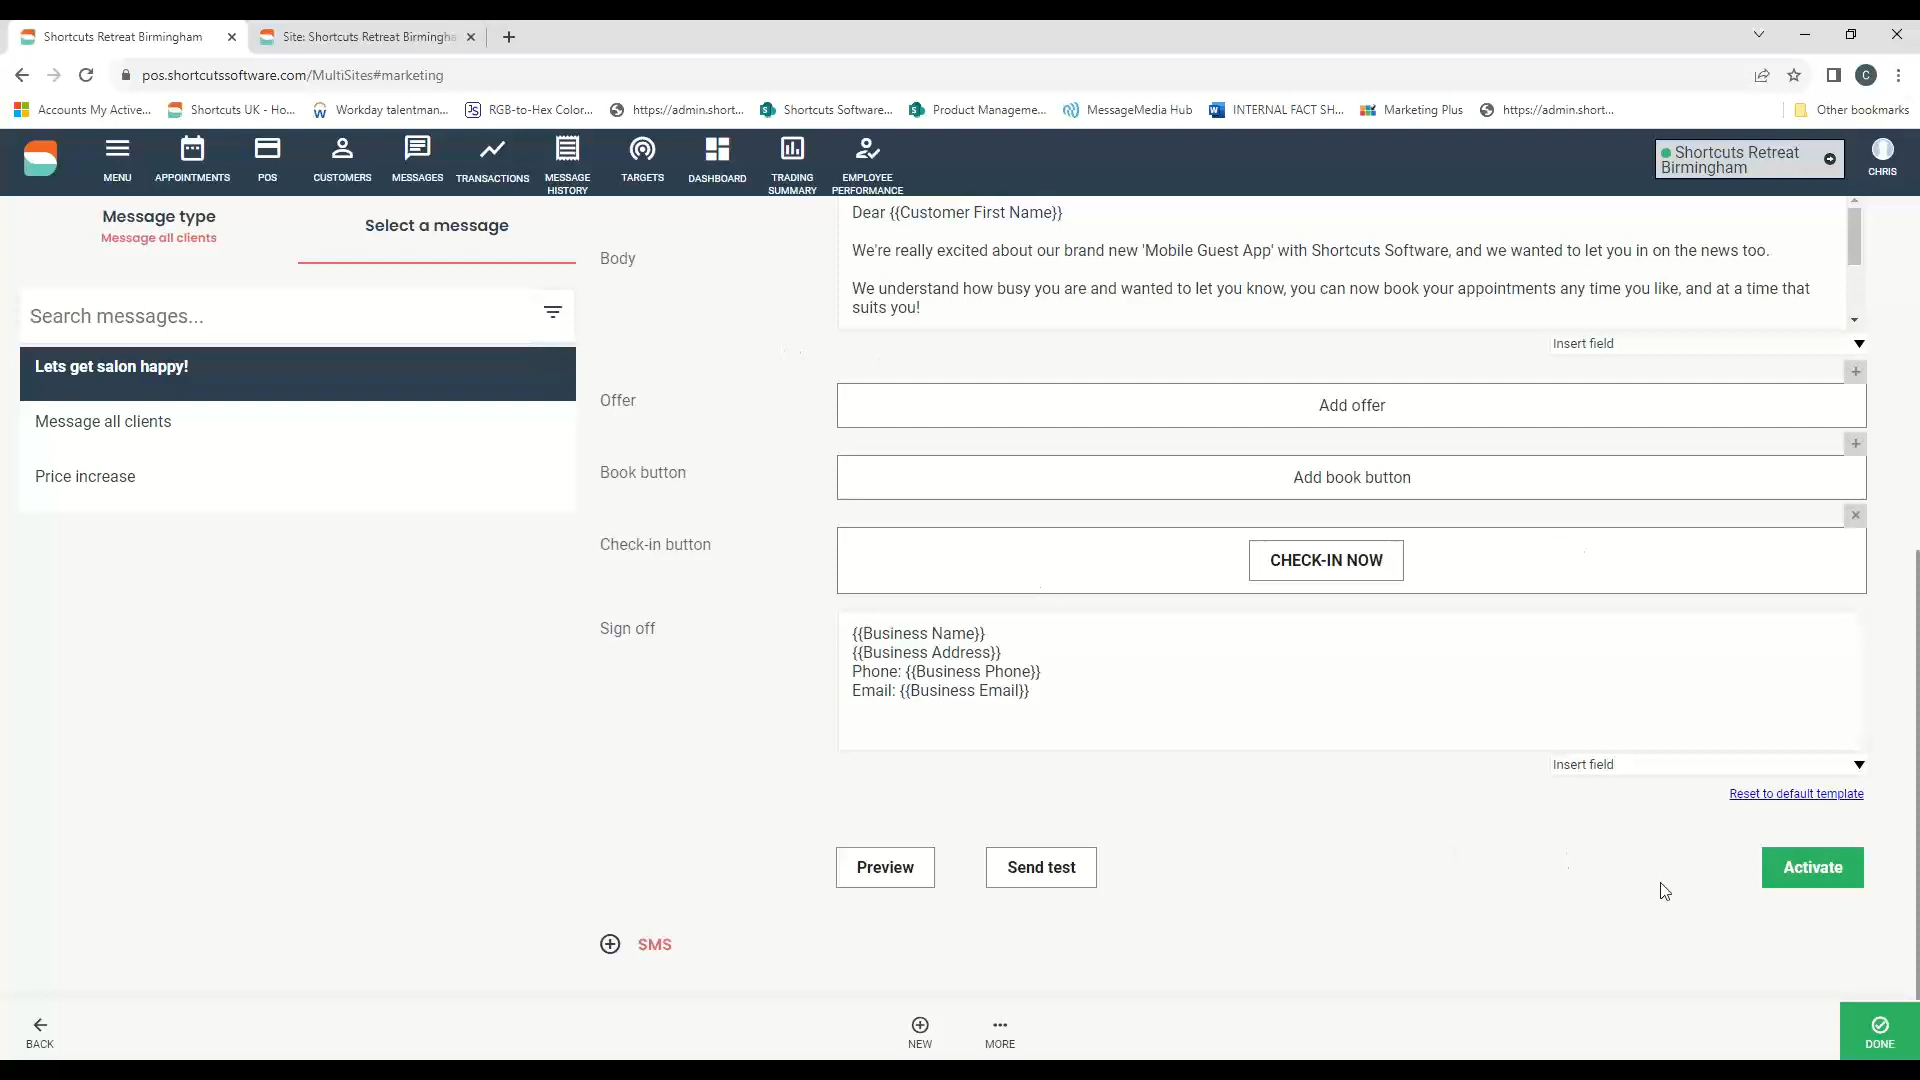 Shortcuts Retreat Birmingham
Site: Shortcuts Retreat Birmingha
pos.shortcutssoftware.com/MultiSites#marketing
C
Accounts My Active...
Shortcuts UK - Ho...
Workday talentman...
JS
RGB-to-Hex Color...
https://admin.short...
Shortcuts Software...
Product Manageme...
MessageMedia Hub
INTERNAL FACT SH...
Marketing Plus
https://admin.short...
Other bookmarks
MENU
APPOINTMENTS
POS
CUSTOMERS
MESSAGES
TRANSACTIONS
MESSAGE
HISTORY
TARGETS
DASHBOARD
TRADING
SUMMARY
EMPLOYEE
PERFORMANCE
Shortcuts Retreat
Birmingham
CHRIS
Message type
Message all clients
Select a message
Search messages...
Lets get salon happy!
Message all clients
Price increase
Body
Dear {{Customer First Name}}
We're really excited about our brand new 'Mobile Guest App' with Shortcuts Software, and we wanted to let you in on the news too.
We understand how busy you are and wanted to let you know, you can now book your appointments any time you like, and at a time that
suits you!
Insert field
Offer
Add offer
Book button
Add book button
Check-in button
CHECK-IN NOW
Sign off
{{Business Name}}
{{Business Address}}
Phone: {{Business Phone}}
Email: {{Business Email}}
Insert field
Reset to default template
Preview
Send test
Activate
SMS
BACK
NEW
MORE
DONE